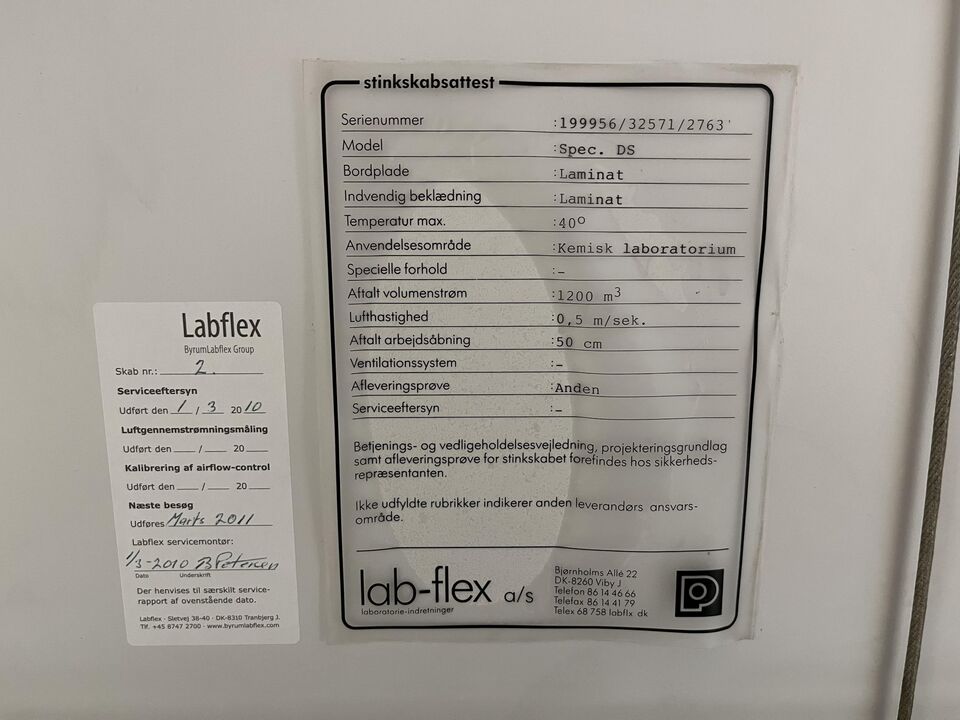 stinkskabsattest
Serienummer :199956/32571/2763
Model :Spec. DS
Bordplade :Laminat
Indvendig beklædning :Laminat
Temperatur max. :40°
Anvendelsesområde :Kemisk laboratorium
Specielle forhold :-
Aftalt volumenstrøm :1200 m³
Lufthastighed :0,5 m/sek.
Aftalt arbejdsåbning :50 cm
Ventilationssystem :-
Afleveringsprøve :Anden
Serviceeftersyn :-
Betjenings- og vedligeholdelsesvejledning, projekteringsgrundlag
samt afleveringsprøve for stinkskabet forefindes hos sikkerheds-
repræsentanten.
Ikke udfyldte rubrikker indikerer anden leverandørs ansvars-
område.
lab-flex a/s
laboratorie-indretninger
Bjørnholms Allé 22
DK-8260 Viby J
Telefon 86 14 46 66
Telefax 86 14 41 79
Telex 68 758 labflx dk
Labflex
ByrumLabflex Group
Skab nr.: 2.
Serviceeftersyn
Udført den 1 / 3 2010
Luftgennemstrømningsmåling
Udført den / 20
Kalibrering af airflow-control
Udført den / 20
Næste besøg
Udføres Marts 2011
Labflex servicemontør:
1/3-2010 B Petersen
Dato Underskrift
Der henvises til særskilt service-
rapport af ovenstående dato.
Labflex · Sletvej 38-40 · DK-8310 Tranbjerg J.
Tlf. +45 8747 2700 · www.byrumlabflex.com